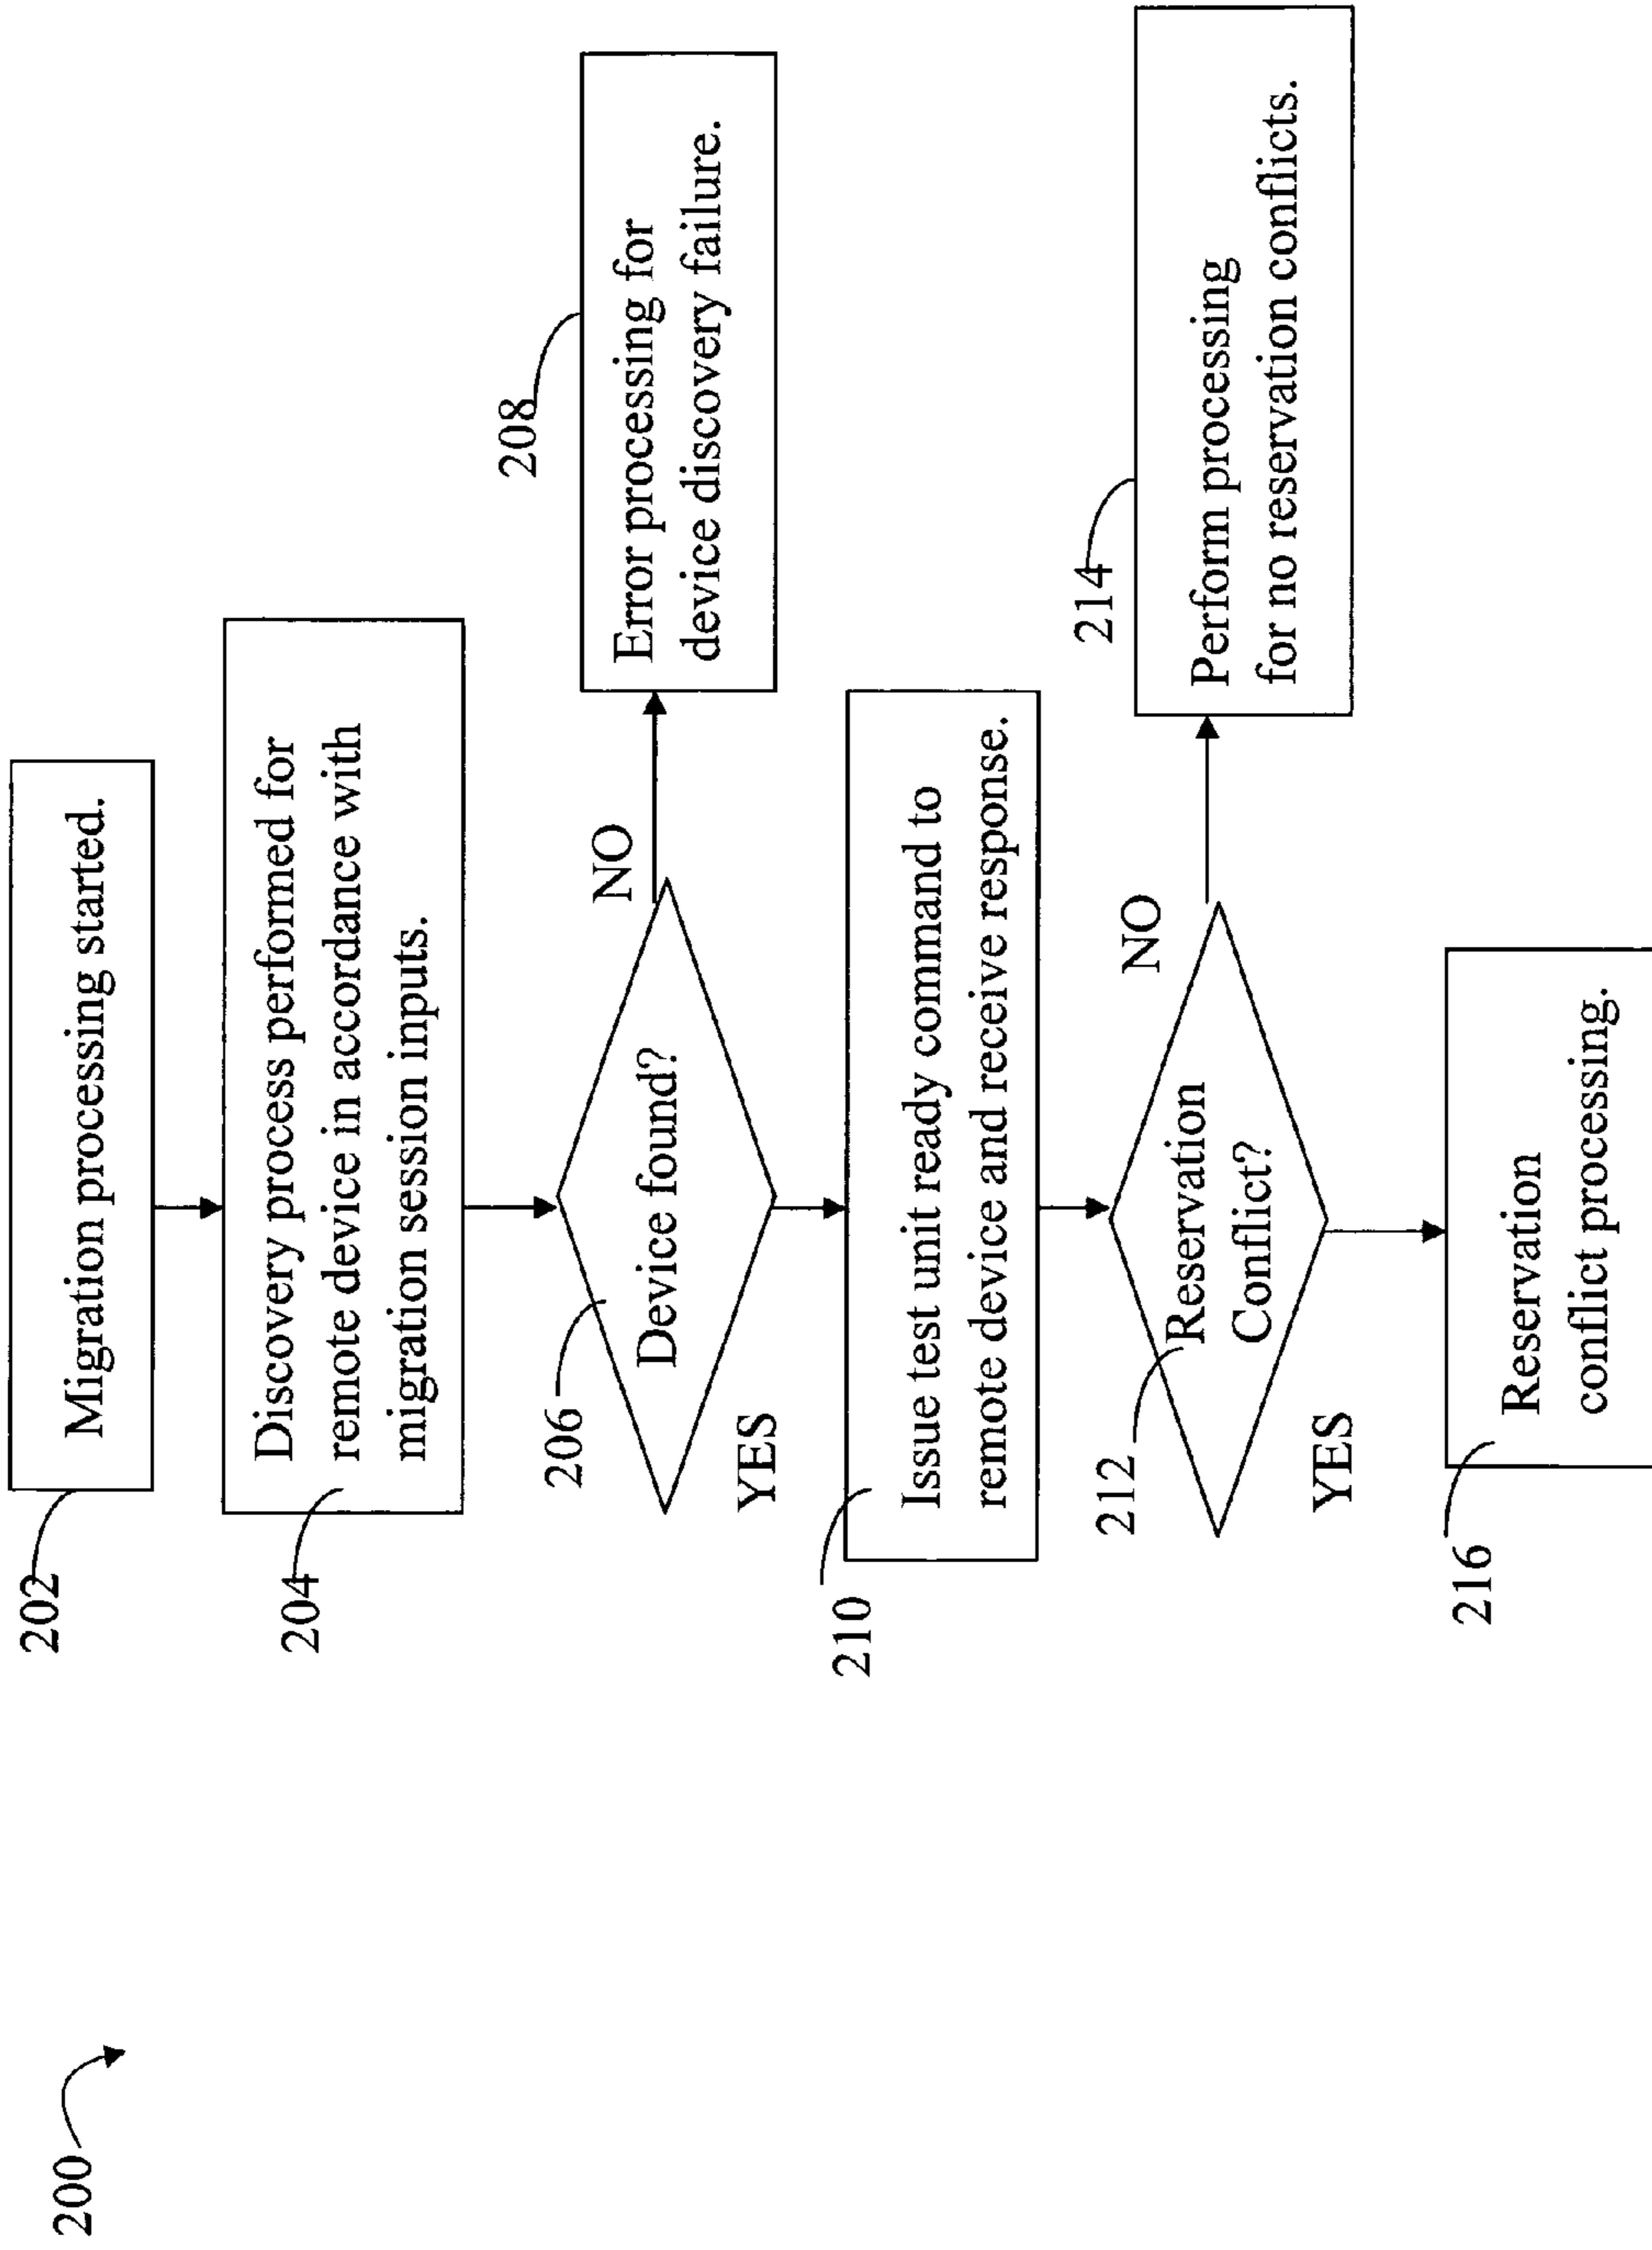 200
202
Migration processing started.
204
Discovery process performed for
remote device in accordance with
migration session inputs.
206
Device found?
NO
208
Error processing for
device discovery failure.
YES
210
Issue test unit ready command to
remote device and receive response.
212
Reservation
Conflict?
NO
214
Perform processing
for no reservation conflicts.
YES
216
Reservation
conflict processing.